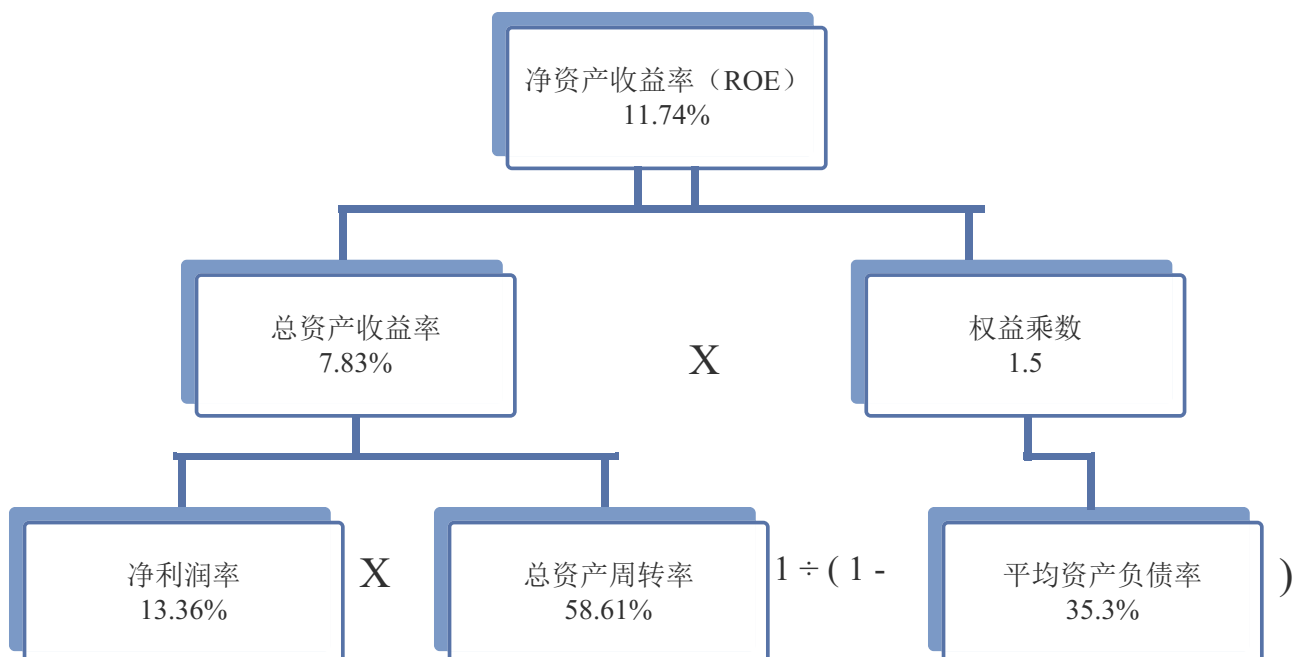 净资产收益率（ROE）
11.74%
总资产收益率
7.83%
X
权益乘数
1.5
净利润率
13.36%
X
总资产周转率
58.61%
1 ÷ ( 1 -
平均资产负债率
35.3%
)